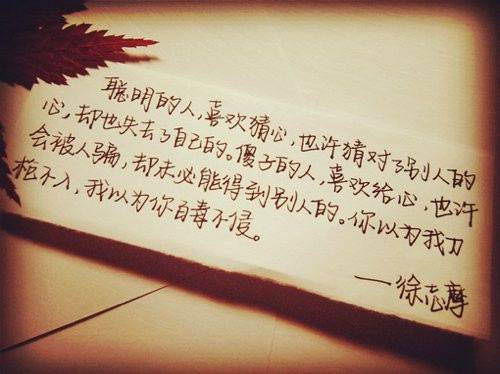 聪明的人，喜欢猜心，也许猜对了别人的
心，却也失去了自己的。傻子的人，喜欢给心，也许
会被人骗，却未必能得到别人的。你以为我刀
枪不入，我以为你百毒不侵。
—徐志摩